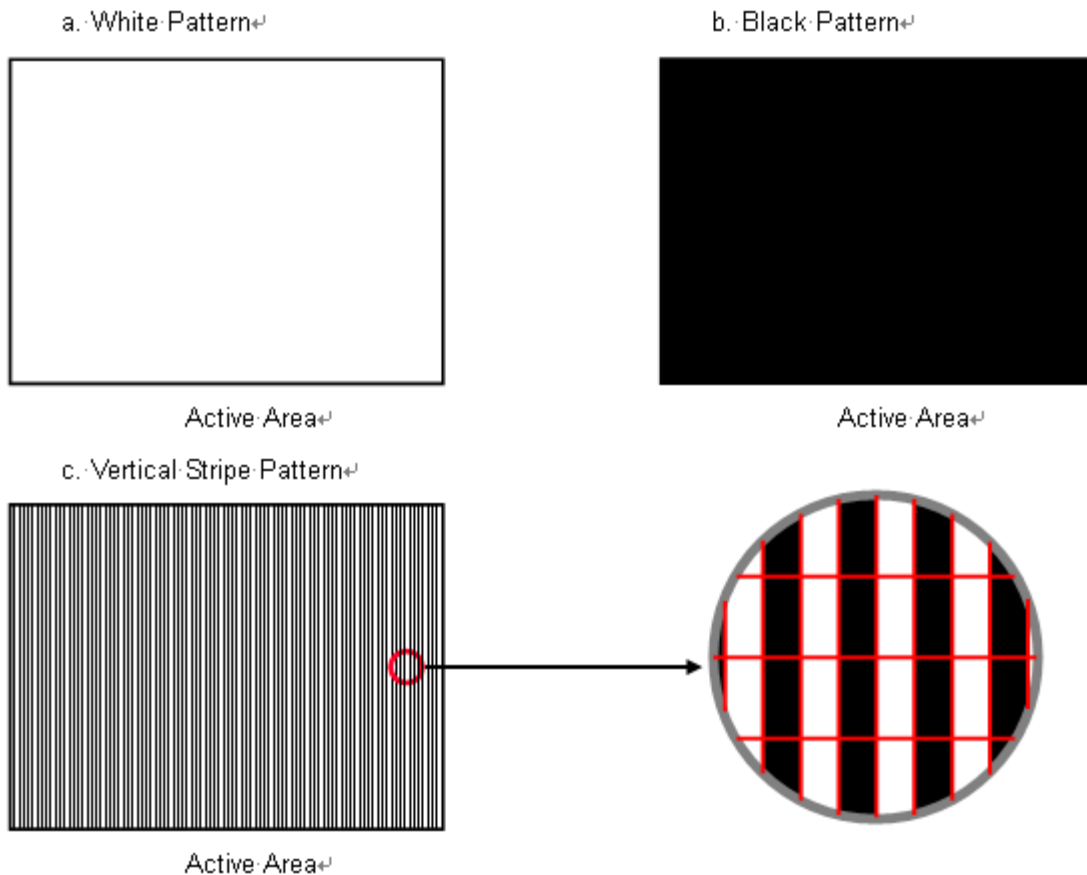 a. White Pattern
b. Black Pattern
Active Area
Active Area
c. Vertical Stripe Pattern
Active Area